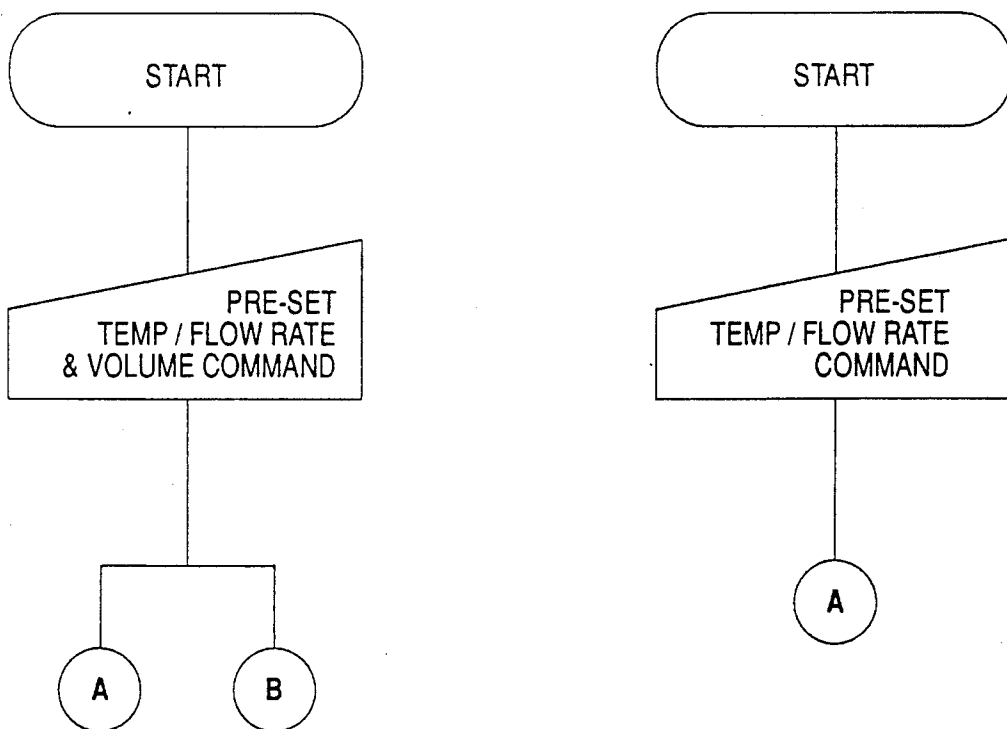 START
PRE-SET
TEMP / FLOW RATE
& VOLUME COMMAND
A
B
START
PRE-SET
TEMP / FLOW RATE
COMMAND
A